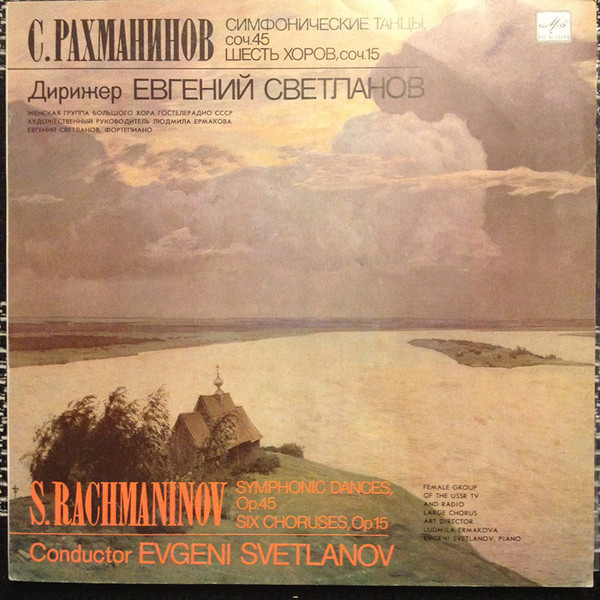 С. РАХМАНИНОВ
СИМФОНИЧЕСКИЕ ТАНЦЫ,
соч.45
ШЕСТЬ ХОРОВ, соч.15
Дирижер ЕВГЕНИЙ СВЕТЛАНОВ
ЖЕНСКАЯ ГРУППА БОЛЬШОГО ХОРА ГОСТЕЛЕРАДИО СССР
ХУДОЖЕСТВЕННЫЙ РУКОВОДИТЕЛЬ ЛЮДМИЛА ЕРМАКОВА
ЕВГЕНИЙ СВЕТЛАНОВ, ФОРТЕПИАНО
S. RACHMANINOV
SYMPHONIC DANCES,
Op.45
SIX CHORUSES, Op.15
Conductor EVGENI SVETLANOV
FEMALE GROUP
OF THE USSR TV
AND RADIO
LARGE CHORUS
ART DIRECTOR
LUDMILA ERMAKOVA
EVGENI SVETLANOV, PIANO